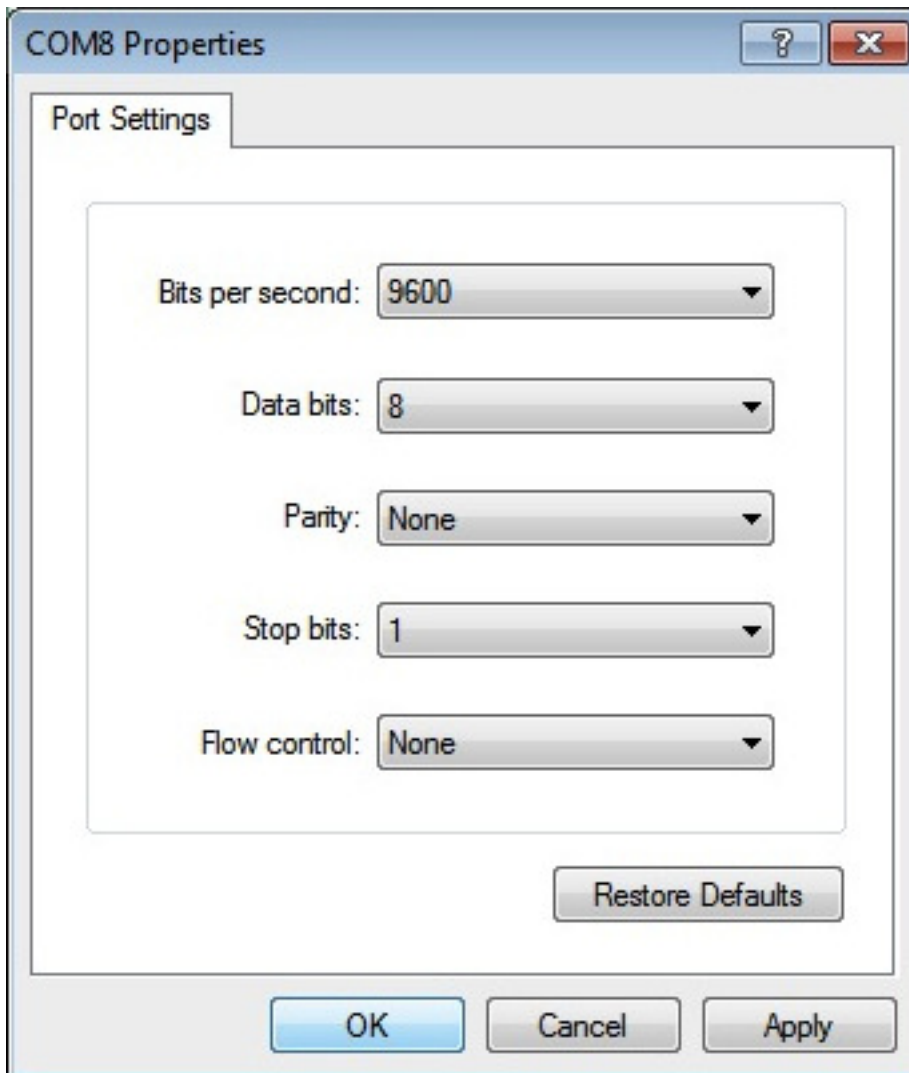 COM8 Properties
Port Settings
Bits per second: 9600
Data bits: 8
Parity: None
Stop bits: 1
Flow control: None
Restore Defaults
OK Cancel Apply